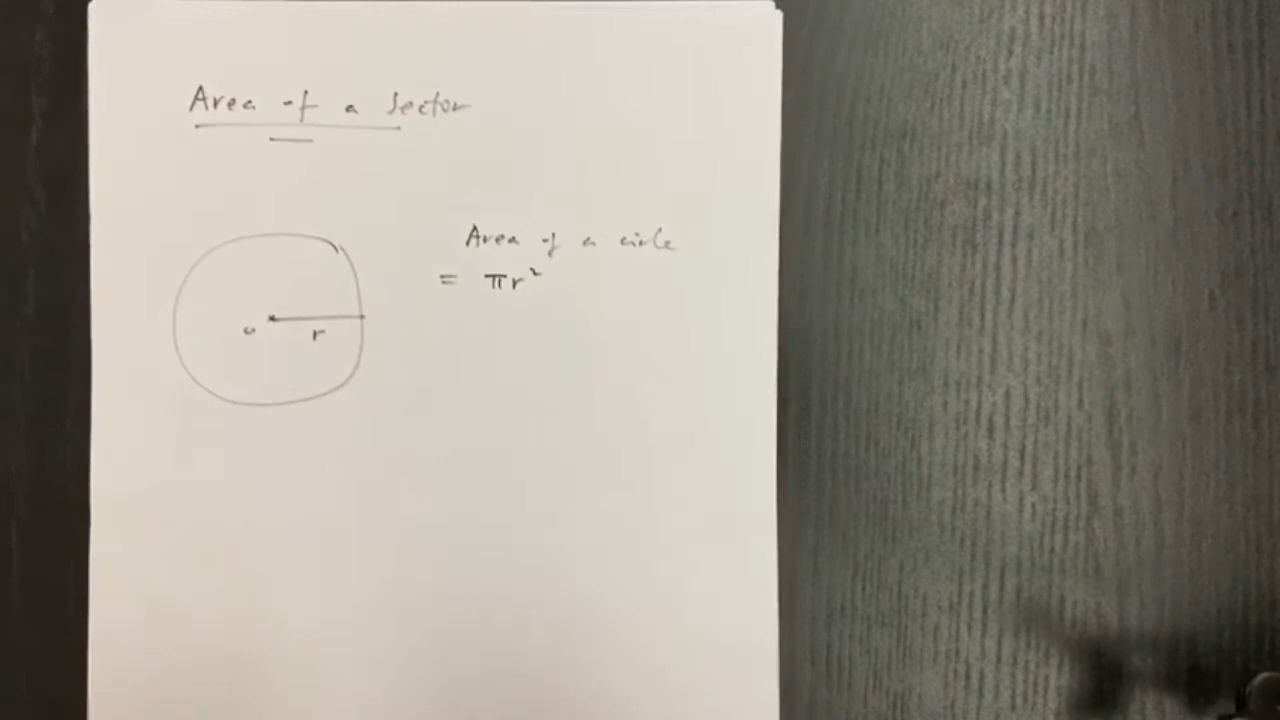 Area of a Sector
Area of a circle
= πr²
o
r